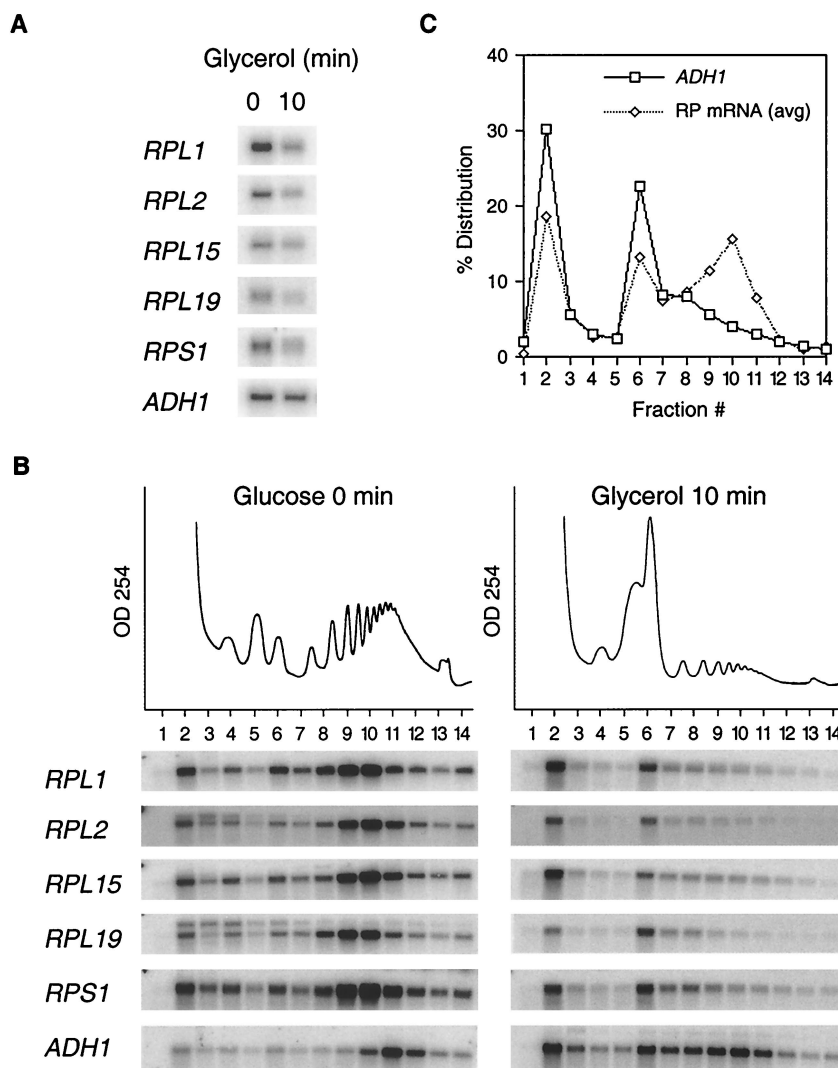 A
Glycerol (min)
0 10
RPL1
RPL2
RPL15
RPL19
RPS1
ADH1
C
40
30
20
10
0
% Distribution
ADH1
RP mRNA (avg)
1 2 3 4 5 6 7 8 9 10 11 12 13 14
Fraction #
B
Glucose 0 min
OD 254
1 2 3 4 5 6 7 8 9 10 11 12 13 14
Glycerol 10 min
OD 254
1 2 3 4 5 6 7 8 9 10 11 12 13 14
RPL1
RPL2
RPL15
RPL19
RPS1
ADH1